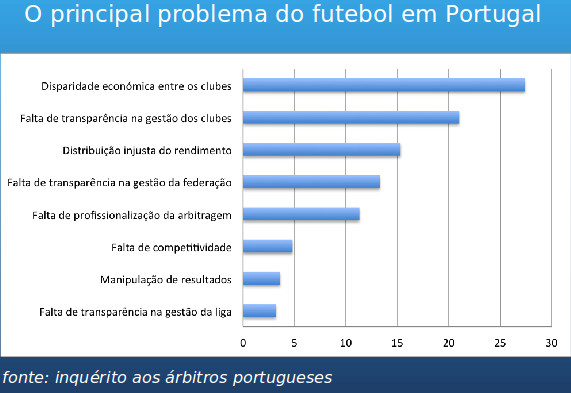 O principal problema do futebol em Portugal
Disparidade económica entre os clubes
Falta de transparência na gestão dos clubes
Distribuição injusta do rendimento
Falta de transparência na gestão da federação
Falta de profissionalização da arbitragem
Falta de competitividade
Manipulação de resultados
Falta de transparência na gestão da liga
0 5 10 15 20 25 30
fonte: inquérito aos árbitros portugueses